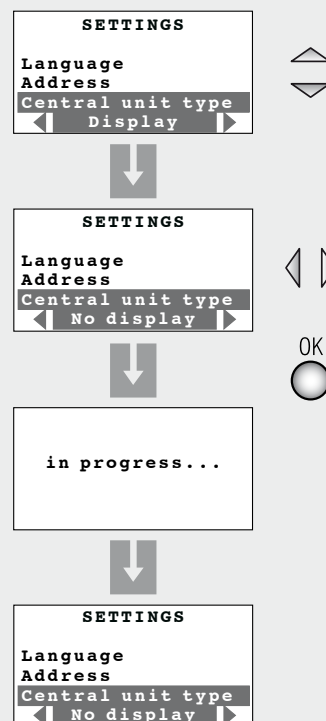 SETTINGS
Language
Address
Central unit type
Display
SETTINGS
Language
Address
Central unit type
No display
OK
in progress...
SETTINGS
Language
Address
Central unit type
No display